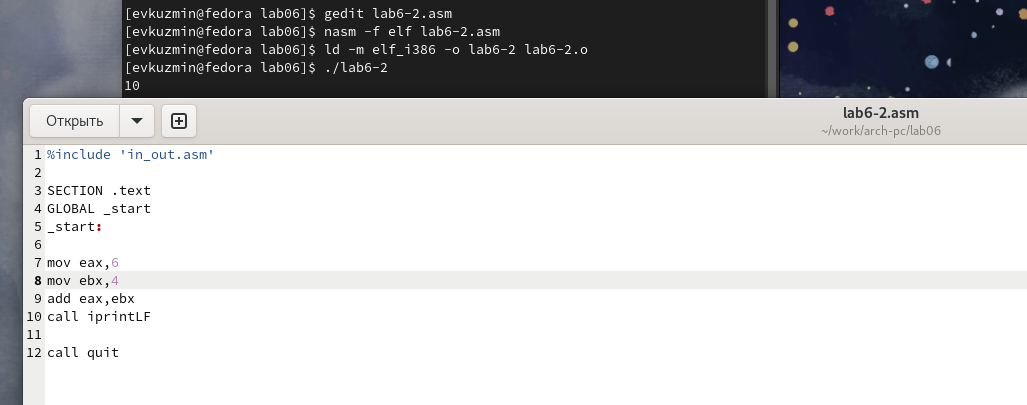 [evkuzmin@fedora lab06]$ gedit lab6-2.asm
[evkuzmin@fedora lab06]$ nasm -f elf lab6-2.asm
[evkuzmin@fedora lab06]$ ld -m elf_i386 -o lab6-2 lab6-2.o
[evkuzmin@fedora lab06]$ ./lab6-2
10
Открыть
lab6-2.asm
~/work/arch-pc/lab06
1 %include 'in_out.asm'
2
3 SECTION .text
4 GLOBAL _start
5 _start:
6
7 mov eax,6
8 mov ebx,4
9 add eax,ebx
10 call iprintLF
11
12 call quit